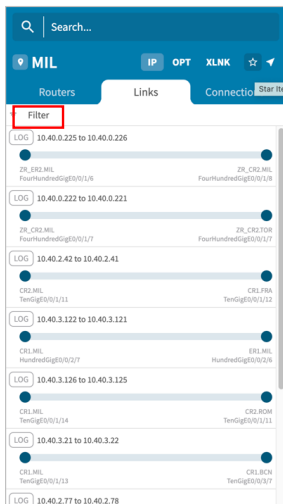 Search...
MIL IP OPT XLNK
Star Ite
Routers Links Connectio
Filter
LOG 10.40.0.225 to 10.40.0.226
ZR_ER2.MIL ZR_CR2.MIL
FourHundredGigE0/0/1/6 FourHundredGigE0/0/1/8
LOG 10.40.0.222 to 10.40.0.221
ZR_CR2.MIL ZR_CR2.TOR
FourHundredGigE0/0/1/7 FourHundredGigE0/0/1/7
LOG 10.40.2.42 to 10.40.2.41
CR2.MIL CR1.FRA
TenGigE0/0/1/11 TenGigE0/0/1/12
LOG 10.40.3.122 to 10.40.3.121
CR1.MIL ER1.MIL
HundredGigE0/0/2/7 HundredGigE0/0/2/6
LOG 10.40.3.126 to 10.40.3.125
CR1.MIL CR2.ROM
TenGigE0/0/1/14 TenGigE0/0/1/11
LOG 10.40.3.21 to 10.40.3.22
CR1.MIL CR1.BCN
TenGigE0/0/1/13 TenGigE0/0/3/7
LOG 10.40.2.77 to 10.40.2.78